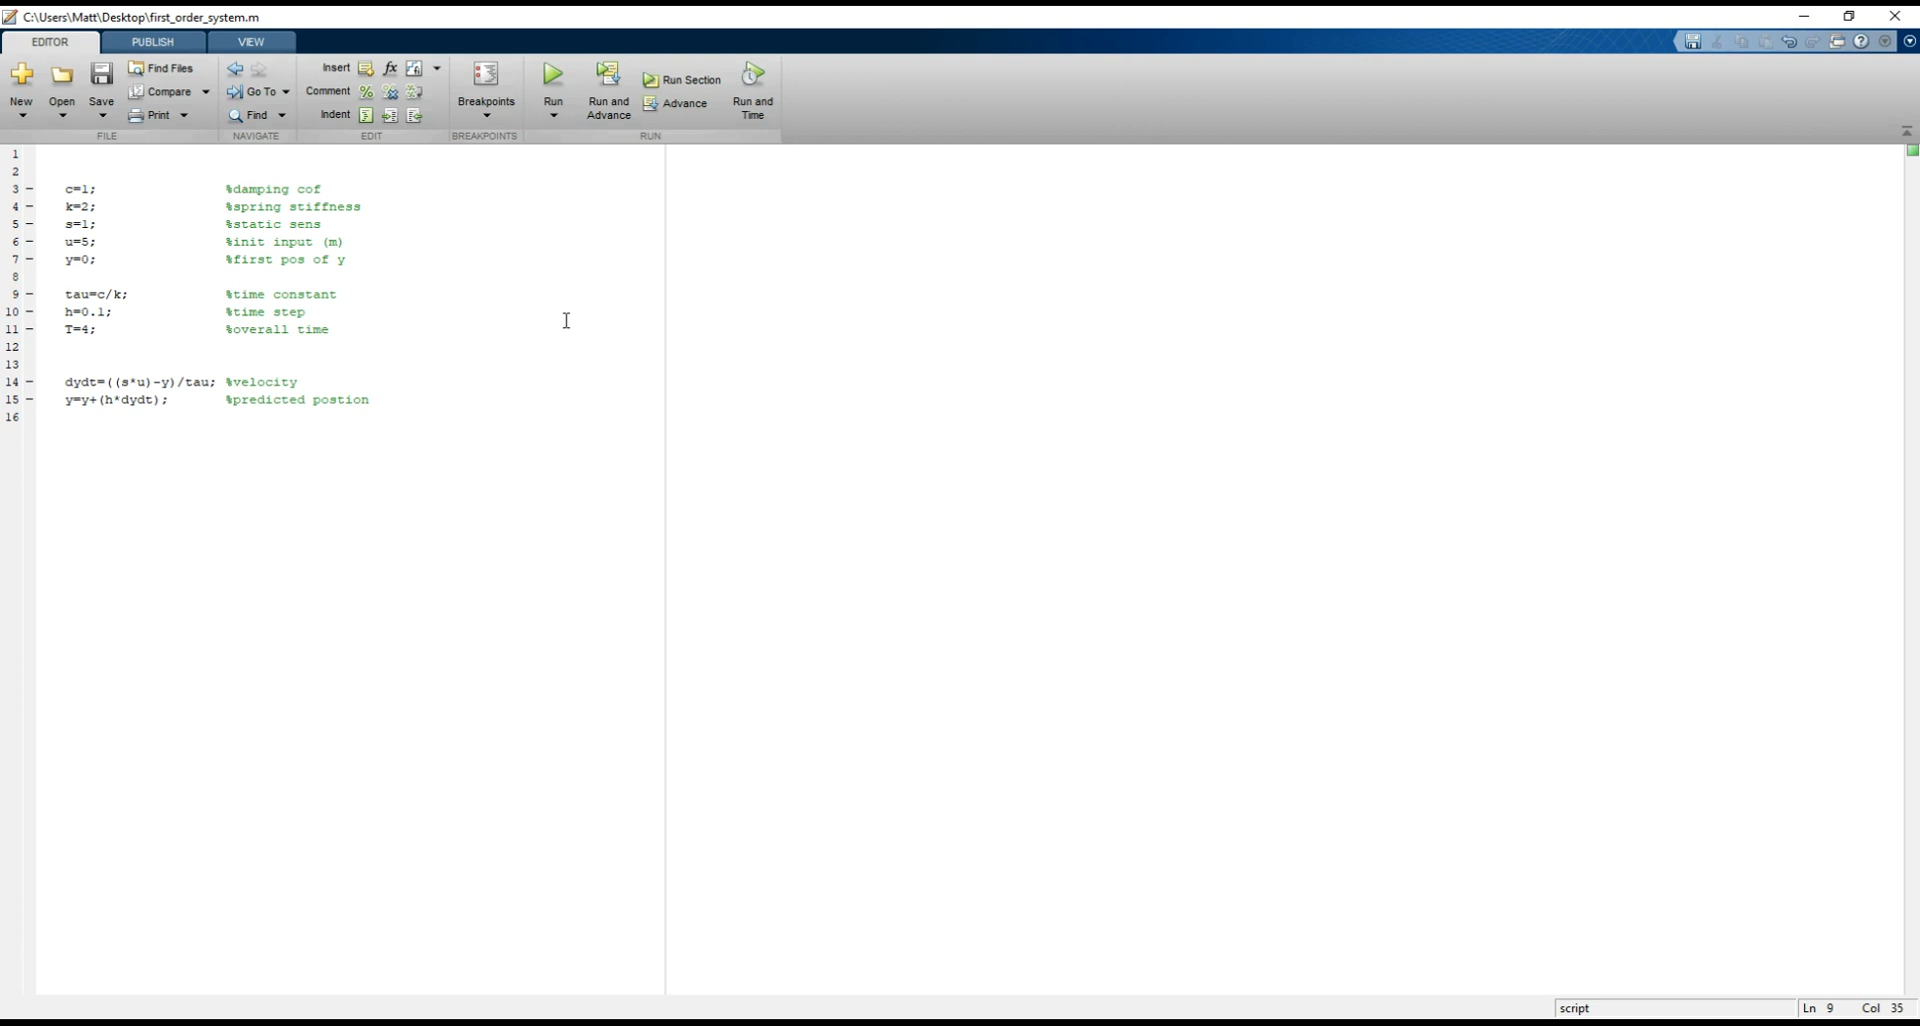 C:\Users\Matt\Desktop\first_order_system.m
EDITOR PUBLISH VIEW
New Open Save Find Files Compare Print
Go To Find
Insert fx
Comment
Indent
Breakpoints
Run Run and Advance Run Section Advance Run and Time
FILE NAVIGATE EDIT BREAKPOINTS RUN
1
2
3 – c=1; %damping cof
4 – k=2; %spring stiffness
5 – s=1; %static sens
6 – u=5; %init input (m)
7 – y=0; %first pos of y
8
9 – tau=c/k; %time constant
10 – h=0.1; %time step
11 – T=4; %overall time
12
13
14 – dydt=((s*u)-y)/tau; %velocity
15 – y=y+(h*dydt); %predicted postion
16
script Ln 9 Col 35